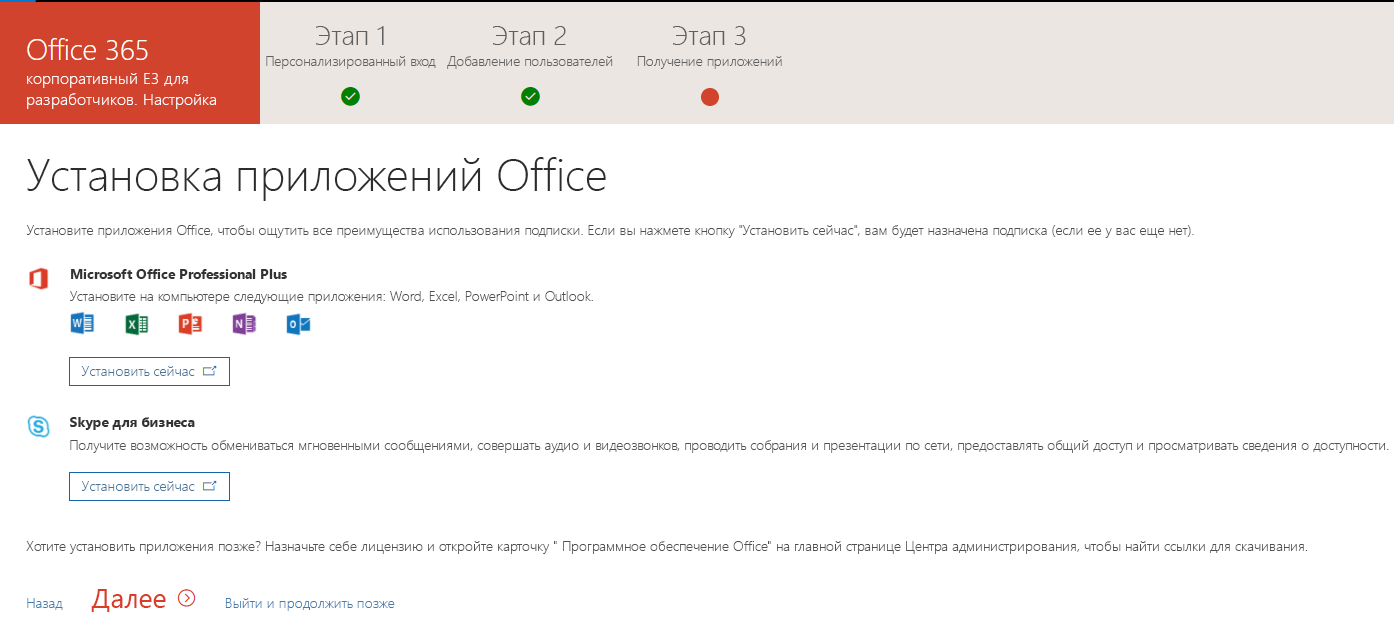 Office 365
корпоративный E3 для
разработчиков. Настройка
Этап 1
Персонализированный вход
Этап 2
Добавление пользователей
Этап 3
Получение приложений
Установка приложений Office
Установите приложения Office, чтобы ощутить все преимущества использования подписки. Если вы нажмете кнопку "Установить сейчас", вам будет назначена подписка (если ее у вас еще нет).
Microsoft Office Professional Plus
Установите на компьютере следующие приложения: Word, Excel, PowerPoint и Outlook.
W X P N O
Установить сейчас
S Skype для бизнеса
Получите возможность обмениваться мгновенными сообщениями, совершать аудио и видеозвонков, проводить собрания и презентации по сети, предоставлять общий доступ и просматривать сведения о доступности.
Установить сейчас
Хотите установить приложения позже? Назначьте себе лицензию и откройте карточку " Программное обеспечение Office" на главной странице Центра администрирования, чтобы найти ссылки для скачивания.
Назад Далее Выйти и продолжить позже